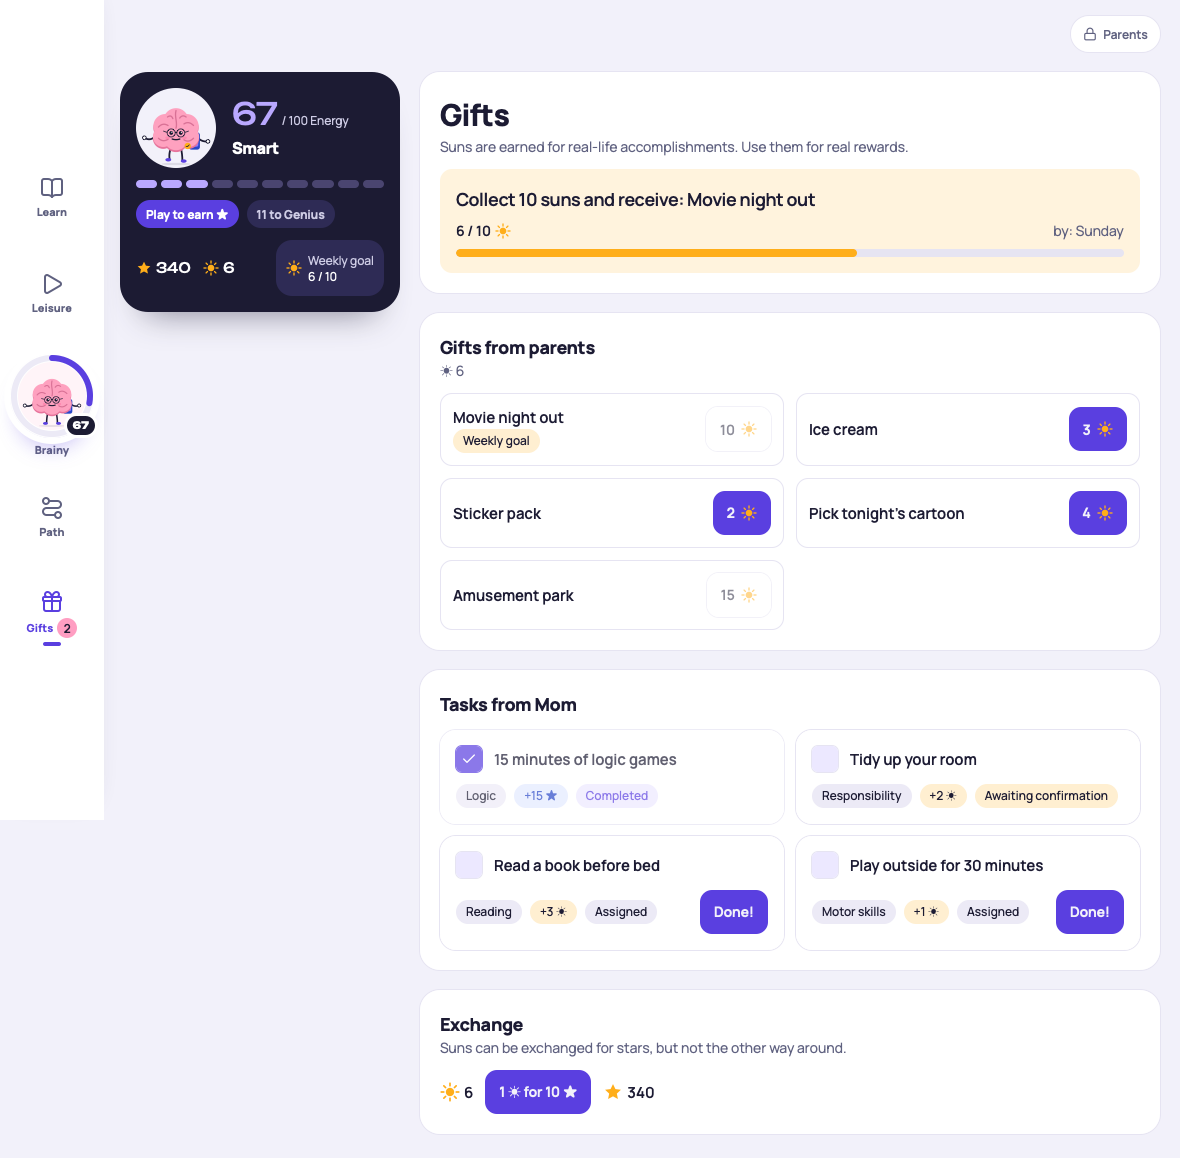 Parents
Learn
Leisure
67
Brainy
Path
Gifts 2
67 / 100 Energy
Smart
Play to earn
11 to Genius
340 6
Weekly goal
6 / 10
Gifts
Suns are earned for real-life accomplishments. Use them for real rewards.
Collect 10 suns and receive: Movie night out
6 / 10
by: Sunday
Gifts from parents
6
Movie night out
Weekly goal
10
Ice cream
3
Sticker pack
2
Pick tonight's cartoon
4
Amusement park
15
Tasks from Mom
15 minutes of logic games
Logic +15 Completed
Tidy up your room
Responsibility +2 Awaiting confirmation
Read a book before bed
Reading +3 Assigned Done!
Play outside for 30 minutes
Motor skills +1 Assigned Done!
Exchange
Suns can be exchanged for stars, but not the other way around.
6 1 for 10 340